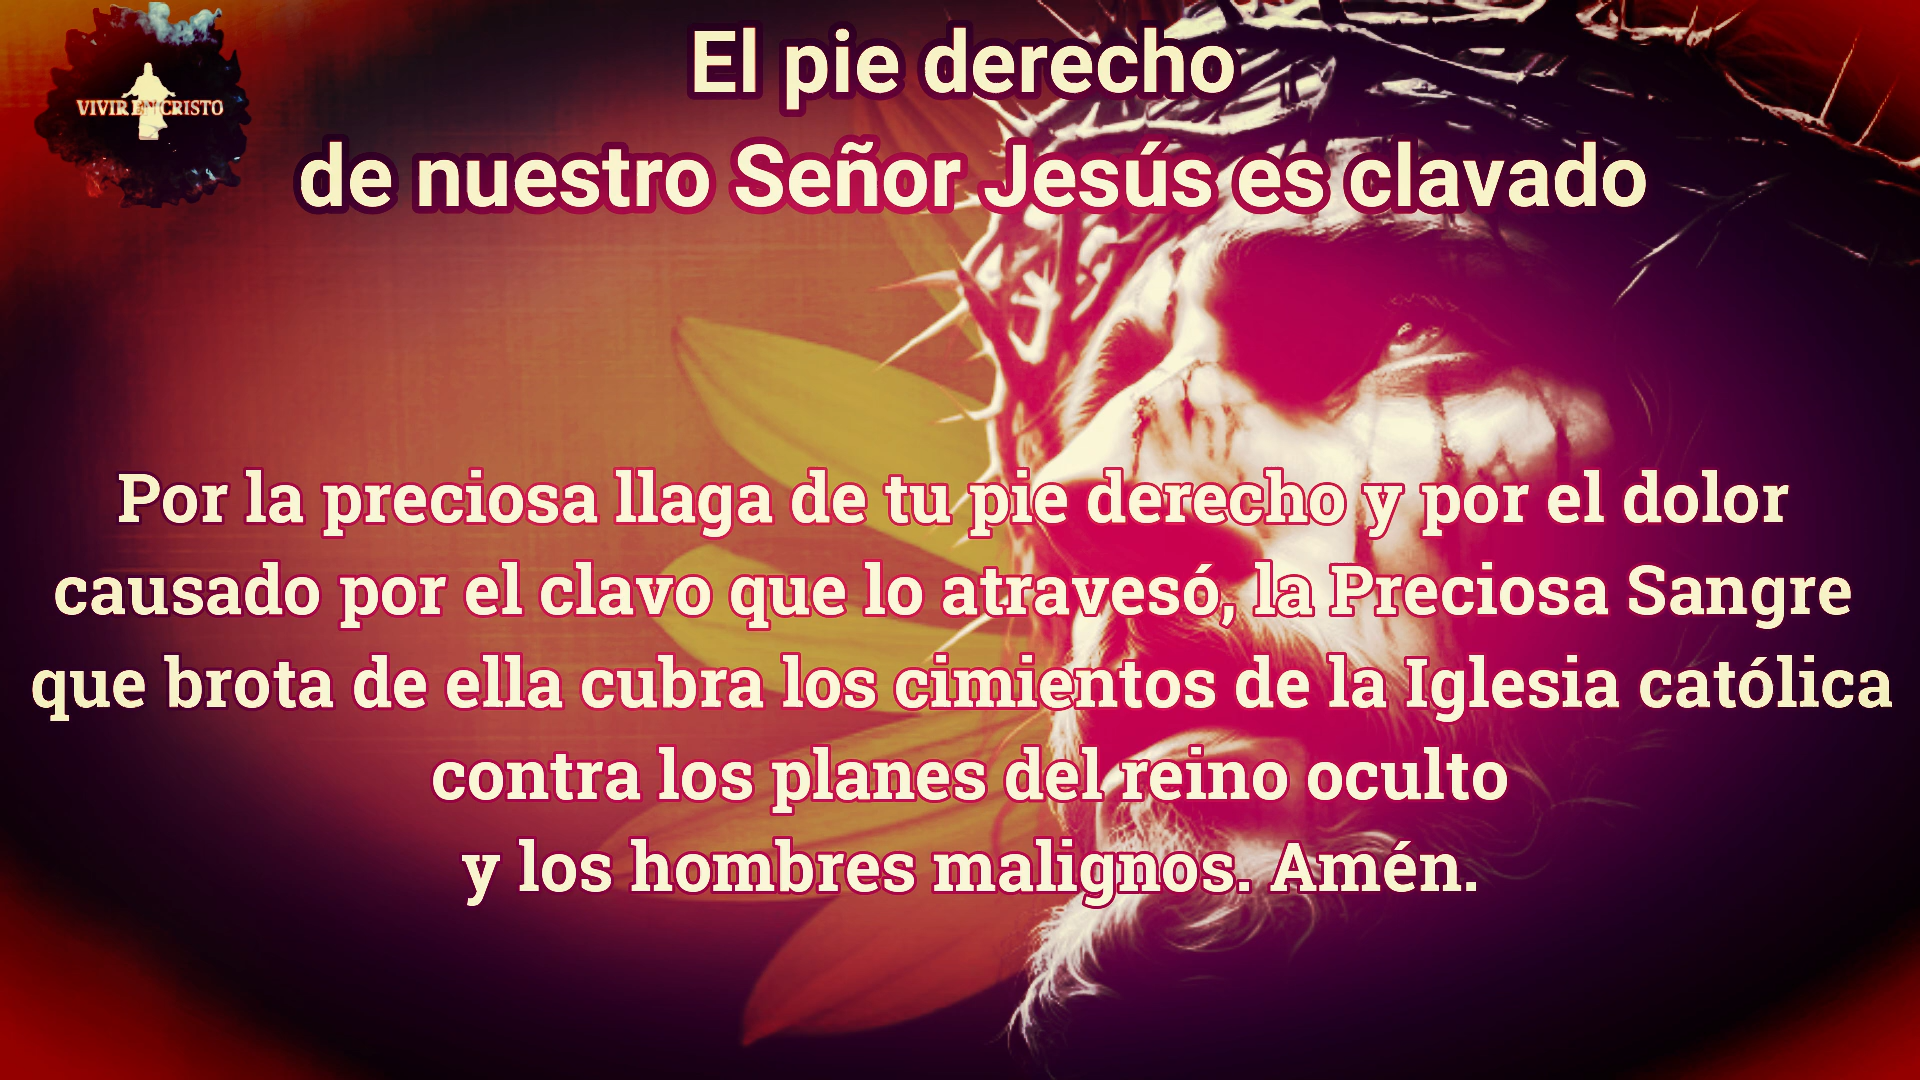 VIVIR EN CRISTO
El pie derecho
de nuestro Señor Jesús es clavado
Por la preciosa llaga de tu pie derecho y por el dolor
causado por el clavo que lo atravesó, la Preciosa Sangre
que brota de ella cubra los cimientos de la Iglesia católica
contra los planes del reino oculto
y los hombres malignos. Amén.